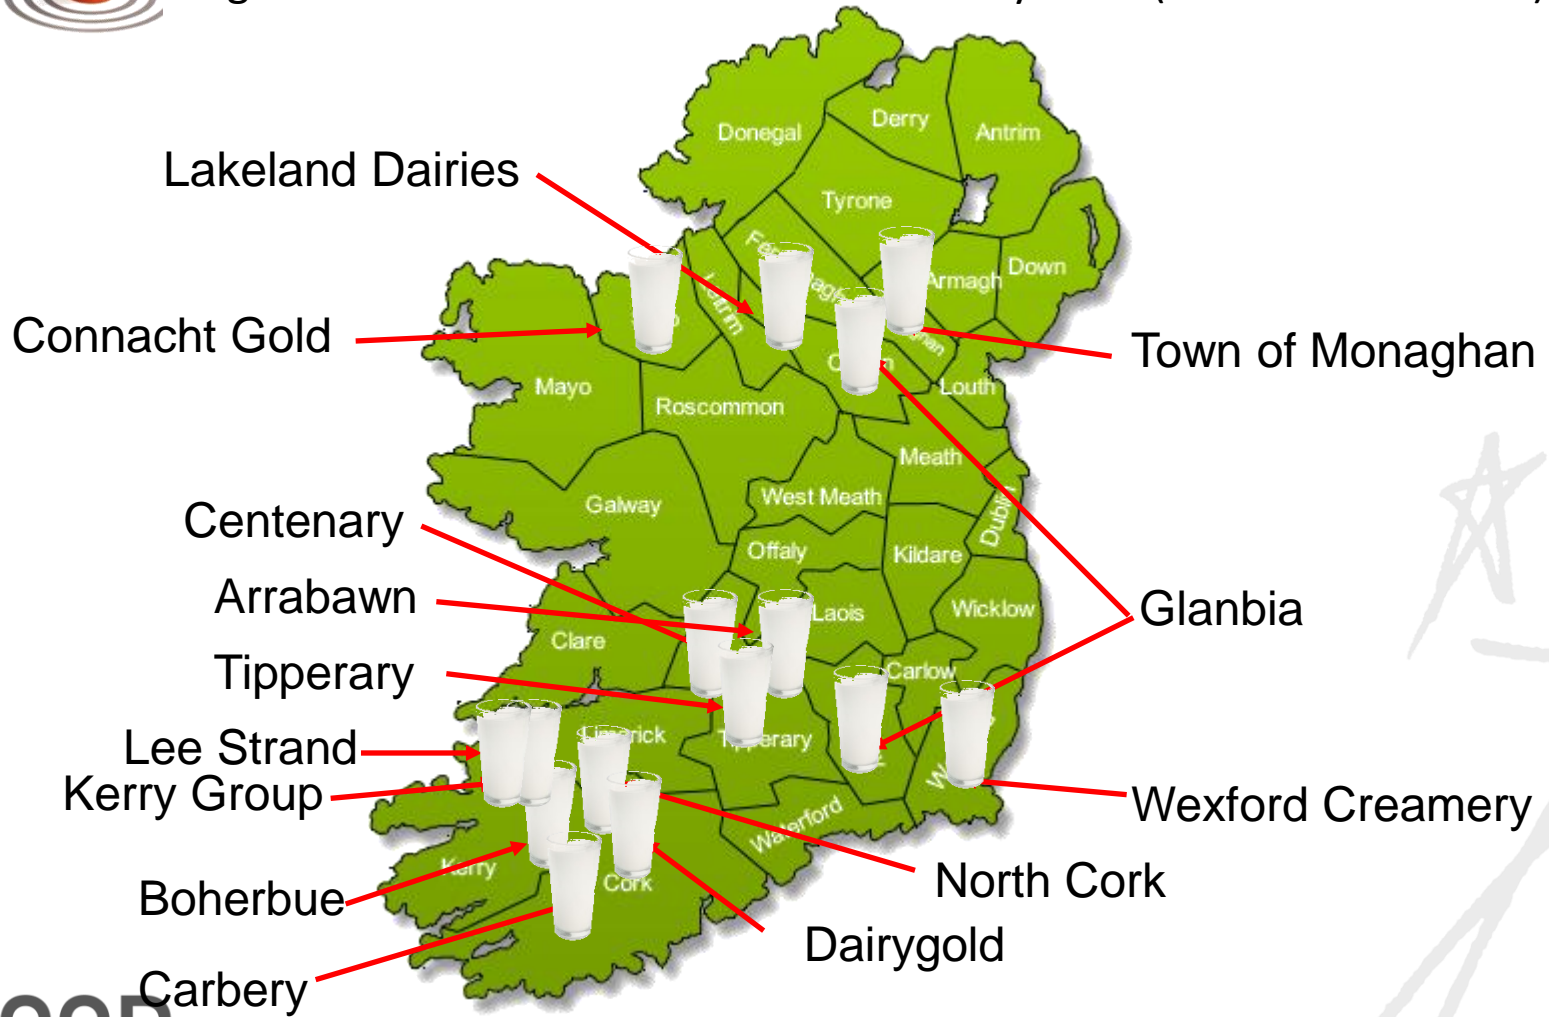 Donegal
Derry
Antrim
Lakeland Dairies
Tyrone
Armagh
Down
Connacht Gold
Town of Monaghan
Mayo
Roscommon
Louth
Meath
Galway
West Meath
Dublin
Centenary
Offaly
Kildare
Arrabawn
Laois
Wicklow
Glanbia
Clare
Tipperary
Carlow
Lee Strand
Kerry Group
Wexford Creamery
Waterford
Boherbue
Kerry
Cork
North Cork
Dairygold
Carbery